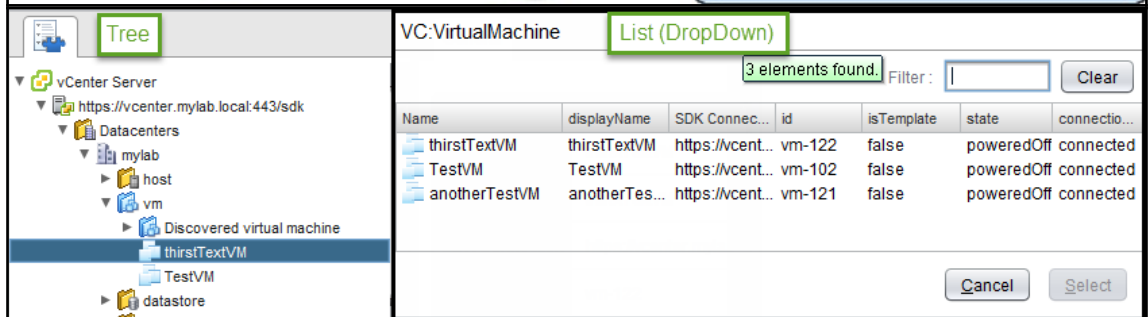 Tree
vCenter Server
https://vcenter.mylab.local:443/sdk
Datacenters
mylab
host
vm
Discovered virtual machine
thirstTextVM
TestVM
datastore
VC:VirtualMachine List (DropDown)
3 elements found. Filter : Clear
Name displayName SDK Connec... id isTemplate state connectio...
thirstTextVM thirstTextVM https://vcent... vm-122 false poweredOff connected
TestVM TestVM https://vcent... vm-102 false poweredOff connected
anotherTestVM anotherTes... https://vcent... vm-121 false poweredOff connected
Cancel Select